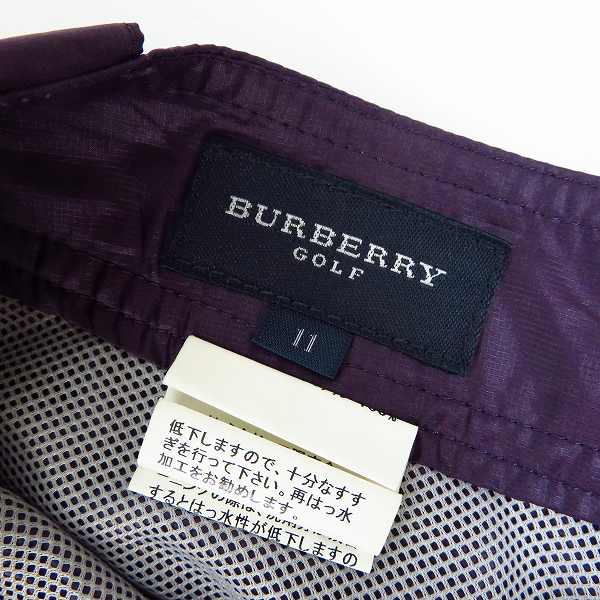 BURBERRY
GOLF
11
100%
低下しますので、十分なすす
ぎを行って下さい。再はっ水
加工をお勧めします。
するとはっ水性が低下しますの